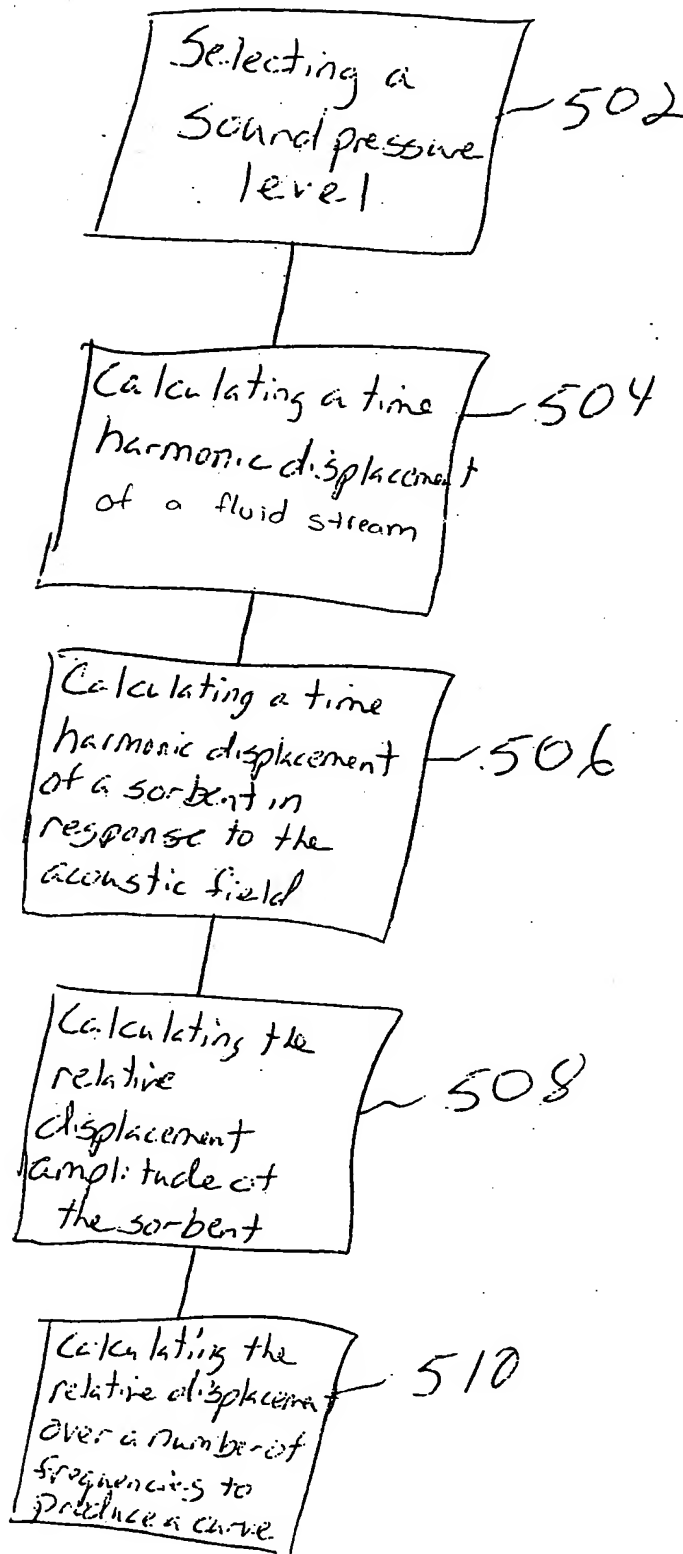 Selecting a
sound pressure
level
502
Calculating a time
harmonic displacement
of a fluid stream
504
Calculating a time
harmonic displacement
of a sorbent in
response to the
acoustic field
506
Calculating the
relative
displacement
amplitude of
the sorbent
508
Calculating the
relative displacement
over a number of
frequencies to
produce a curve
510